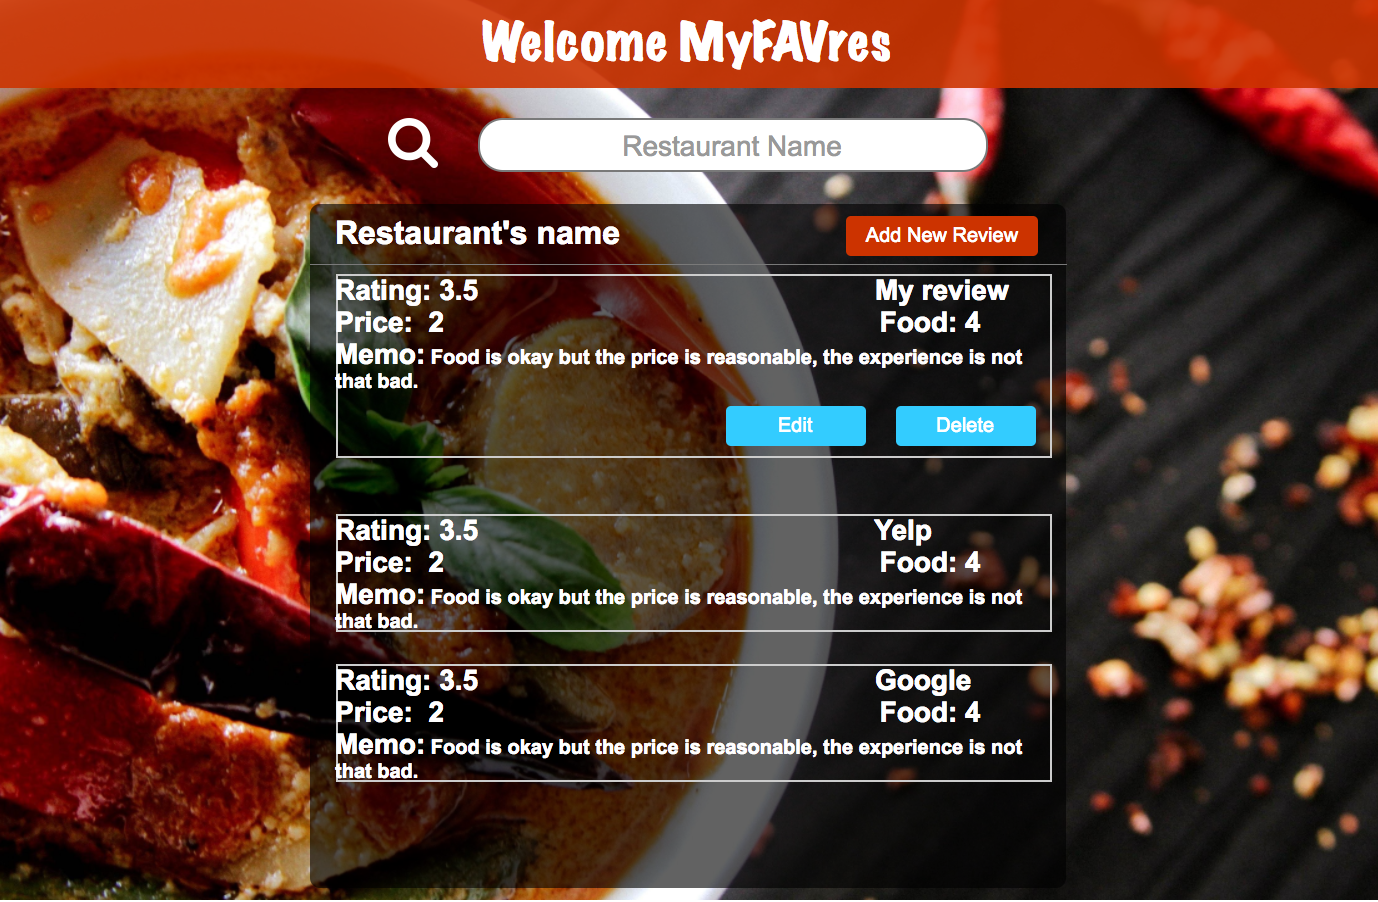 Welcome MyFAVres
Restaurant Name
Restaurant's name
Add New Review
Rating: 3.5 My review
Price: 2 Food: 4
Memo: Food is okay but the price is reasonable, the experience is not
that bad.
Edit Delete
Rating: 3.5 Yelp
Price: 2 Food: 4
Memo: Food is okay but the price is reasonable, the experience is not
that bad.
Rating: 3.5 Google
Price: 2 Food: 4
Memo: Food is okay but the price is reasonable, the experience is not
that bad.